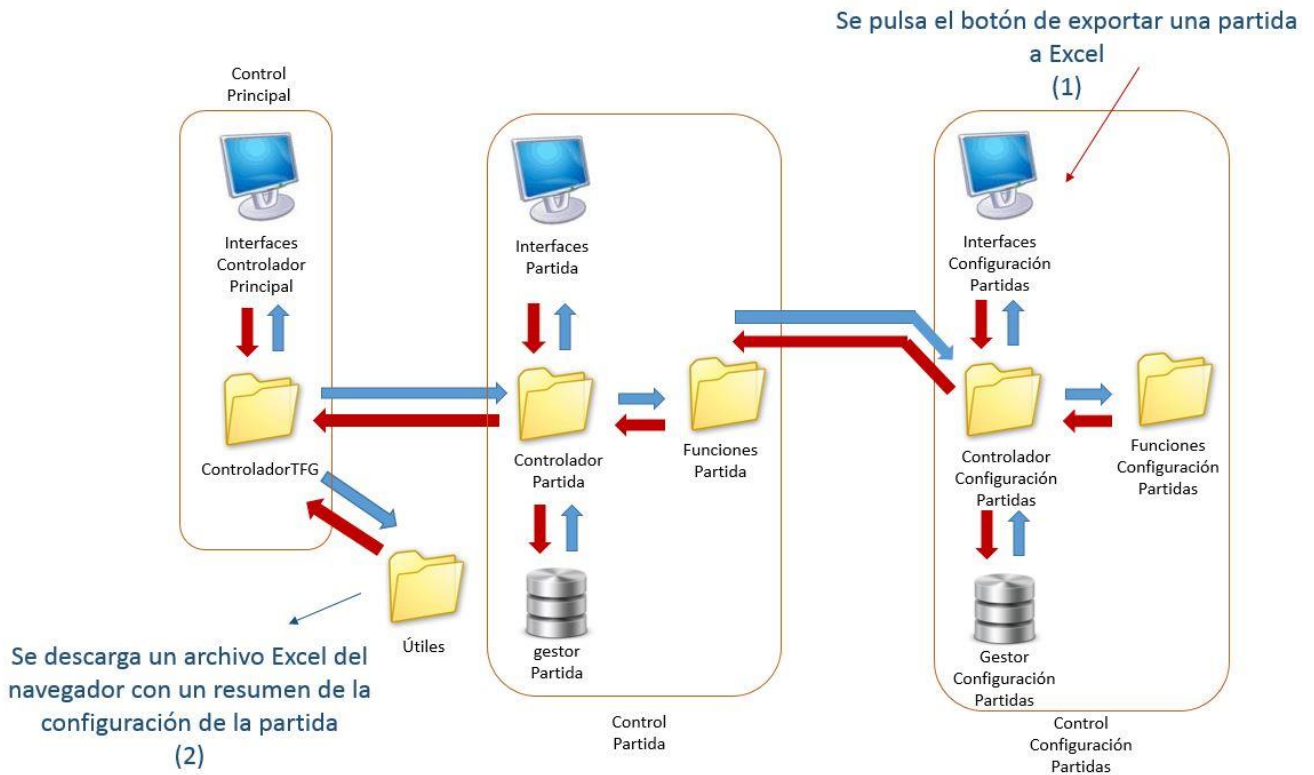 Se pulsa el botón de exportar una partida
a Excel
(1)
Control
Principal
Interfaces
Controlador
Principal
Interfaces
Partida
Interfaces
Configuración
Partidas
ControladorTFG
Controlador
Partida
Funciones
Partida
Controlador
Configuración
Partidas
Funciones
Configuración
Partidas
Útiles
gestor
Partida
Gestor
Configuración
Partidas
Se descarga un archivo Excel del
navegador con un resumen de la
configuración de la partida
(2)
Control
Partida
Control
Configuración
Partidas